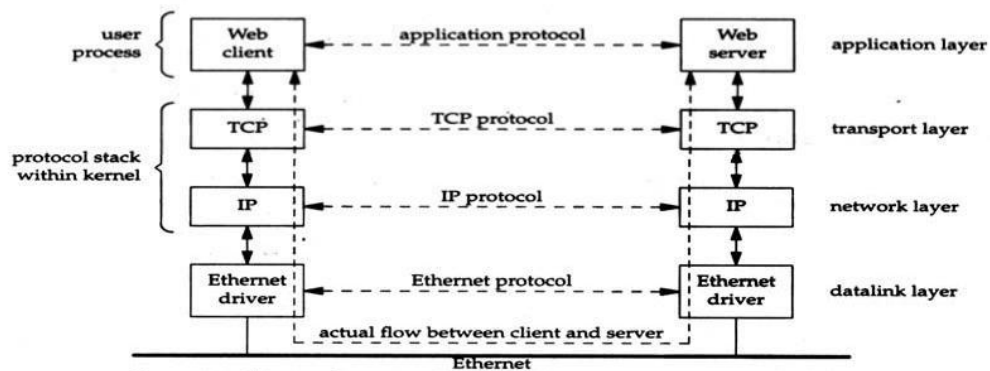 user
process
Web
client
application protocol
Web
server
application layer
TCP
TCP protocol
TCP
transport layer
protocol stack
within kernel
IP
IP protocol
IP
network layer
Ethernet
driver
Ethernet protocol
Ethernet
driver
datalink layer
actual flow between client and server
Ethernet